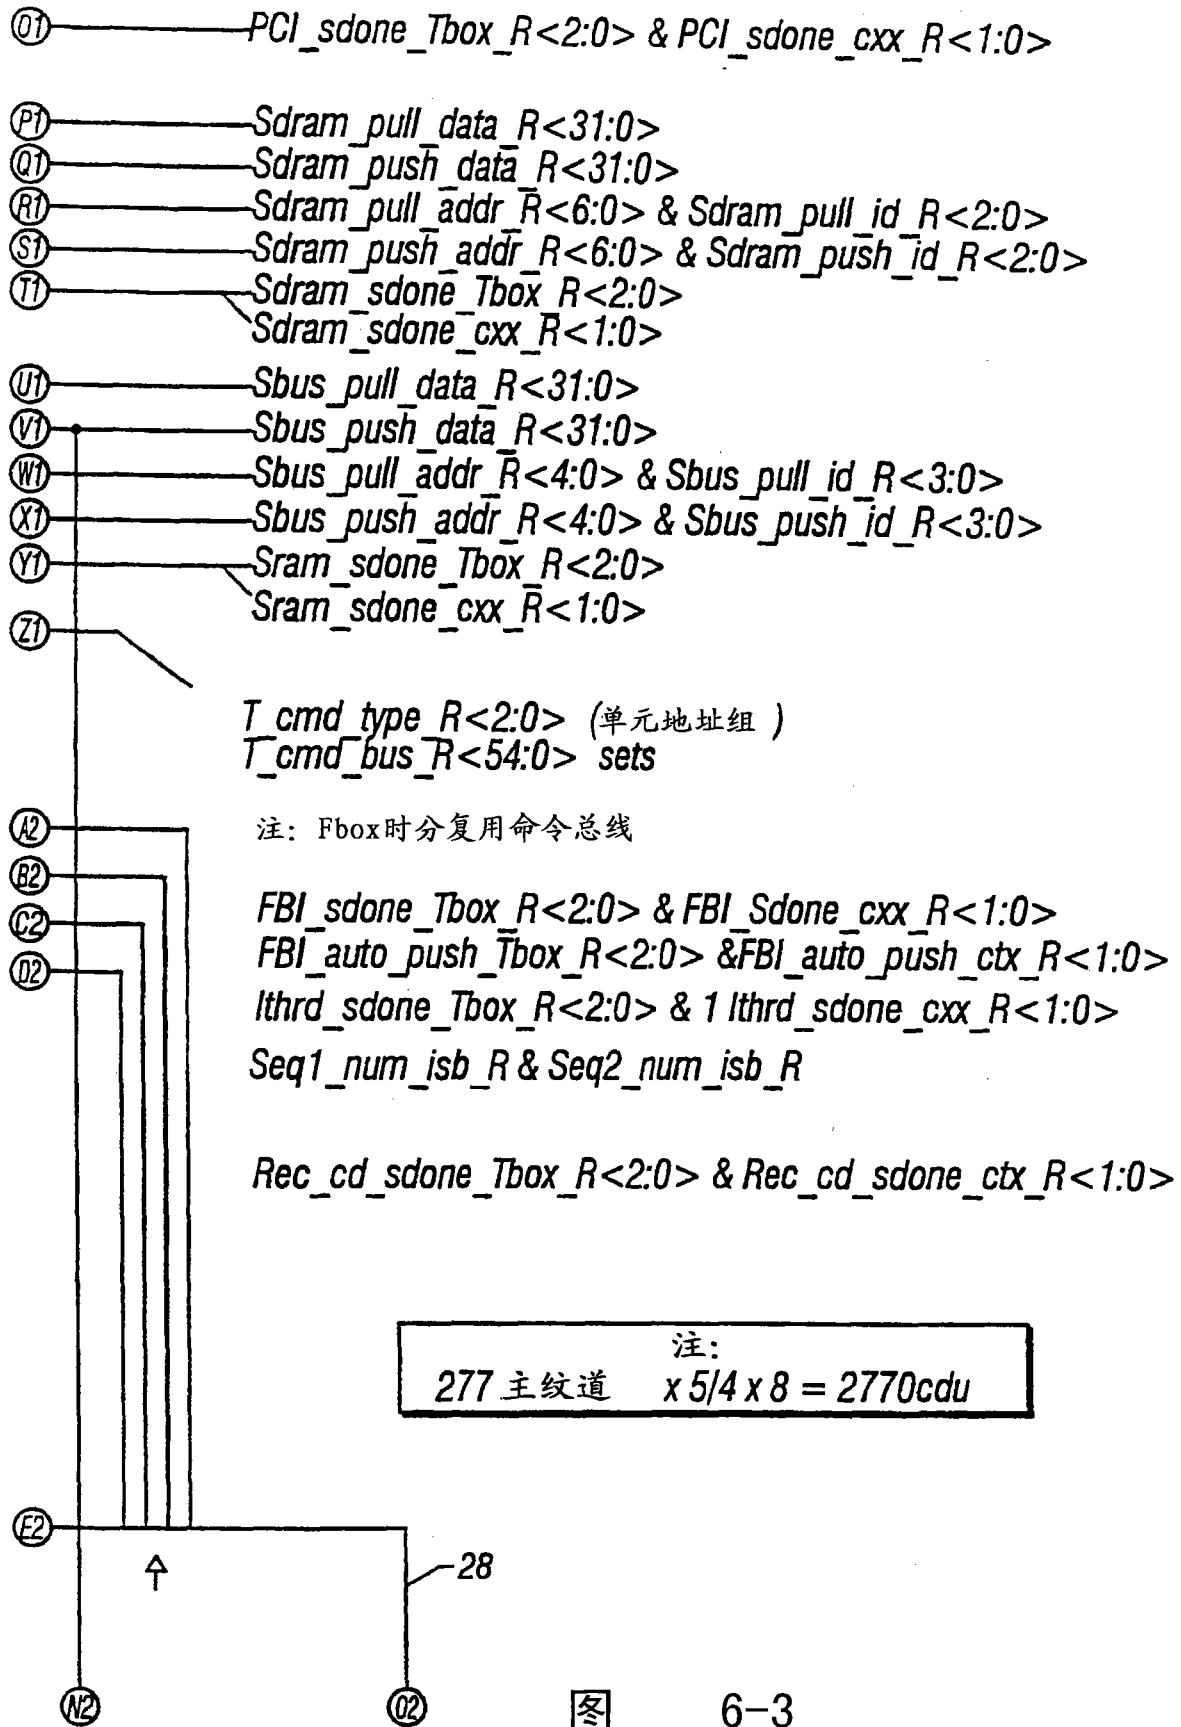 O1 PCI_sdone_Tbox_R<2:0> & PCI_sdone_cxx_R<1:0>
P1 Sdram_pull_data_R<31:0>
Q1 Sdram_push_data_R<31:0>
R1 Sdram_pull_addr_R<6:0> & Sdram_pull_id_R<2:0>
S1 Sdram_push_addr_R<6:0> & Sdram_push_id_R<2:0>
T1 Sdram_sdone_Tbox_R<2:0>
Sdram_sdone_cxx_R<1:0>
U1 Sbus_pull_data_R<31:0>
V1 Sbus_push_data_R<31:0>
W1 Sbus_pull_addr_R<4:0> & Sbus_pull_id_R<3:0>
X1 Sbus_push_addr_R<4:0> & Sbus_push_id_R<3:0>
Y1 Sram_sdone_Tbox_R<2:0>
Sram_sdone_cxx_R<1:0>
Z1
T_cmd_type_R<2:0> (单元地址组 )
T_cmd_bus_R<54:0> sets
A2 注: Fbox时分复用命令总线
B2
FBI_sdone_Tbox_R<2:0> & FBI_Sdone_cxx_R<1:0>
C2
FBI_auto_push_Tbox_R<2:0> &FBI_auto_push_ctx_R<1:0>
D2
Ithrd_sdone_Tbox_R<2:0> & 1 Ithrd_sdone_cxx_R<1:0>
Seq1_num_isb_R & Seq2_num_isb_R
Rec_cd_sdone_Tbox_R<2:0> & Rec_cd_sdone_ctx_R<1:0>
注:
277 主纹道 x 5/4 x 8 = 2770cdu
E2
28
N2 O2
图 6-3